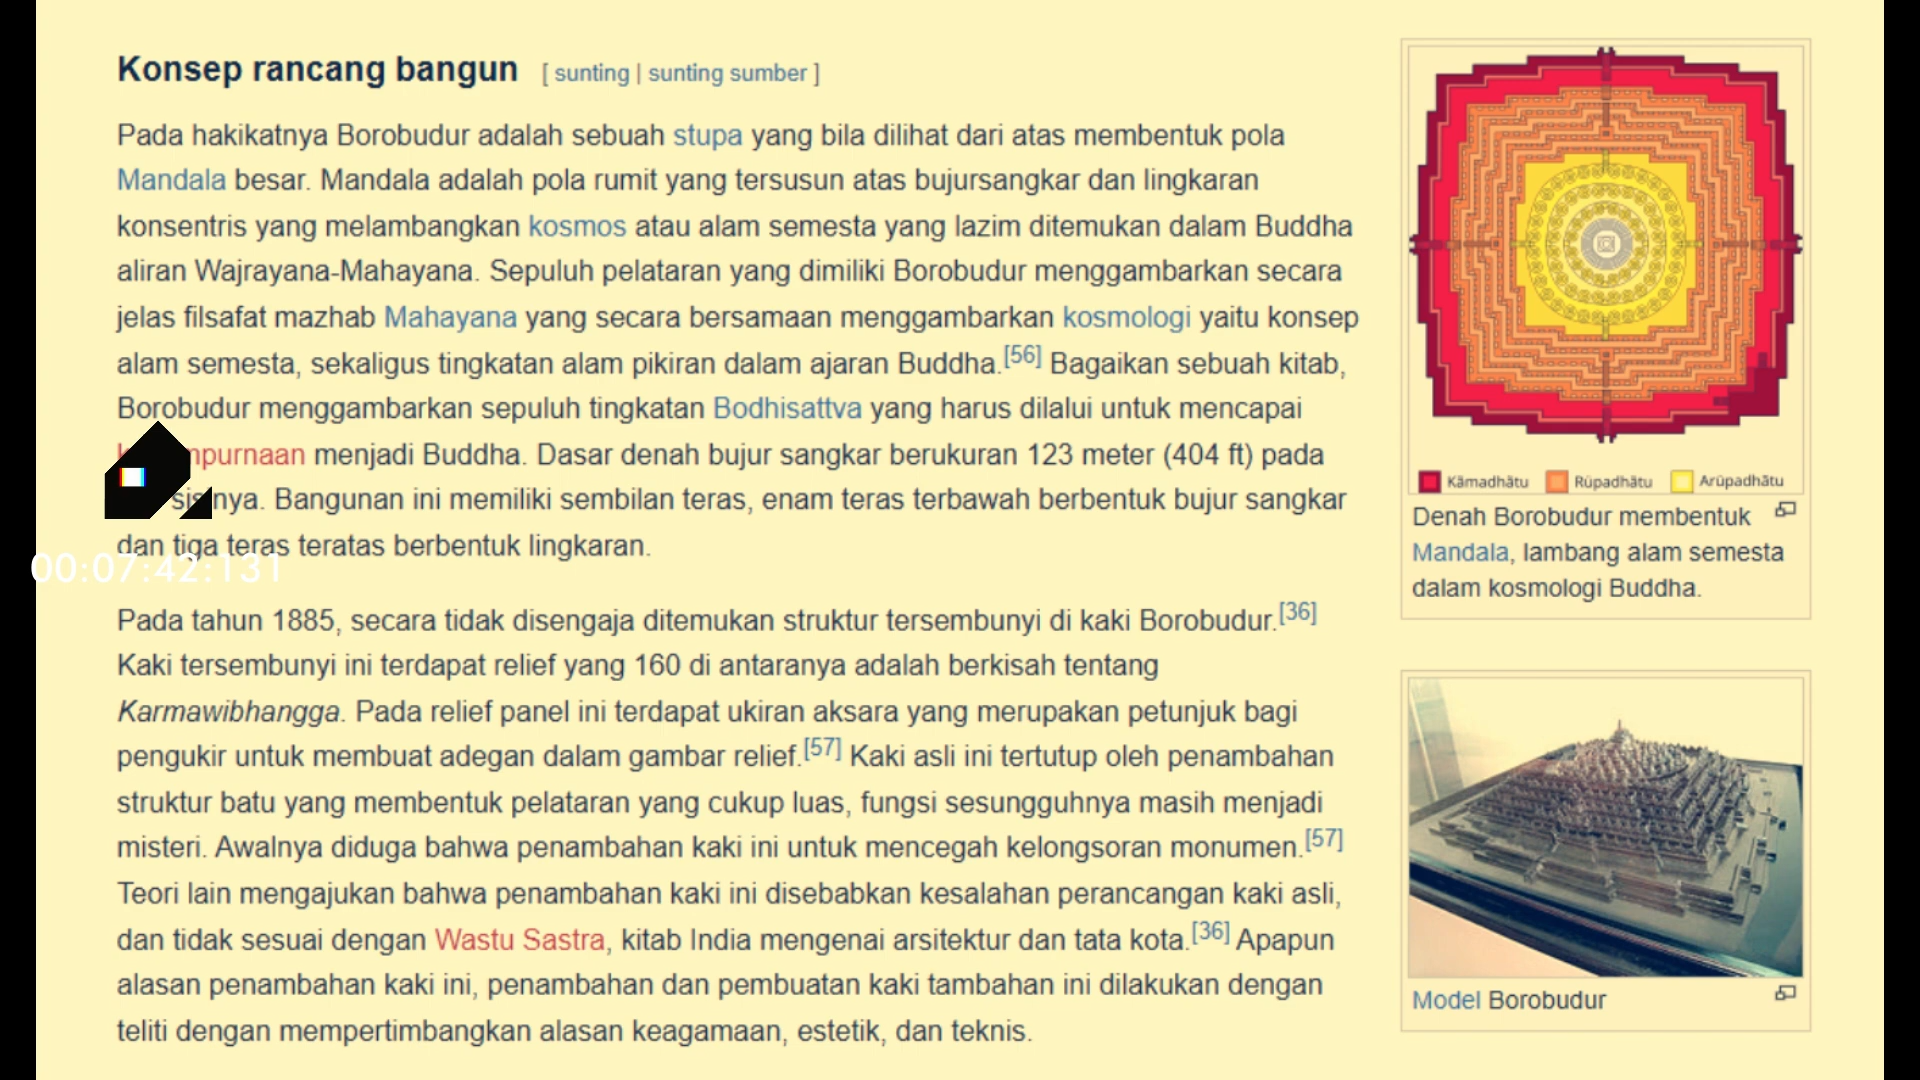 Konsep rancang bangun [ sunting | sunting sumber ]
Pada hakikatnya Borobudur adalah sebuah stupa yang bila dilihat dari atas membentuk pola
Mandala besar. Mandala adalah pola rumit yang tersusun atas bujursangkar dan lingkaran
konsentris yang melambangkan kosmos atau alam semesta yang lazim ditemukan dalam Buddha
aliran Wajrayana-Mahayana. Sepuluh pelataran yang dimiliki Borobudur menggambarkan secara
jelas filsafat mazhab Mahayana yang secara bersamaan menggambarkan kosmologi yaitu konsep
alam semesta, sekaligus tingkatan alam pikiran dalam ajaran Buddha.[56] Bagaikan sebuah kitab,
Borobudur menggambarkan sepuluh tingkatan Bodhisattva yang harus dilalui untuk mencapai
menjadi Buddha. Dasar denah bujur sangkar berukuran 123 meter (404 ft) pada
sisinya. Bangunan ini memiliki sembilan teras, enam teras terbawah berbentuk bujur sangkar
dan tiga teras teratas berbentuk lingkaran.
00:07:42:131
Pada tahun 1885, secara tidak disengaja ditemukan struktur tersembunyi di kaki Borobudur.[36]
Kaki tersembunyi ini terdapat relief yang 160 di antaranya adalah berkisah tentang
Karmawibhangga. Pada relief panel ini terdapat ukiran aksara yang merupakan petunjuk bagi
pengukir untuk membuat adegan dalam gambar relief.[57] Kaki asli ini tertutup oleh penambahan
struktur batu yang membentuk pelataran yang cukup luas, fungsi sesungguhnya masih menjadi
misteri. Awalnya diduga bahwa penambahan kaki ini untuk mencegah kelongsoran monumen.[57]
Teori lain mengajukan bahwa penambahan kaki ini disebabkan kesalahan perancangan kaki asli,
dan tidak sesuai dengan Wastu Sastra, kitab India mengenai arsitektur dan tata kota.[36] Apapun
alasan penambahan kaki ini, penambahan dan pembuatan kaki tambahan ini dilakukan dengan
teliti dengan mempertimbangkan alasan keagamaan, estetik, dan teknis.
Kāmadhātu Rūpadhātu Arūpadhātu
Denah Borobudur membentuk
Mandala, lambang alam semesta
dalam kosmologi Buddha.
Model Borobudur